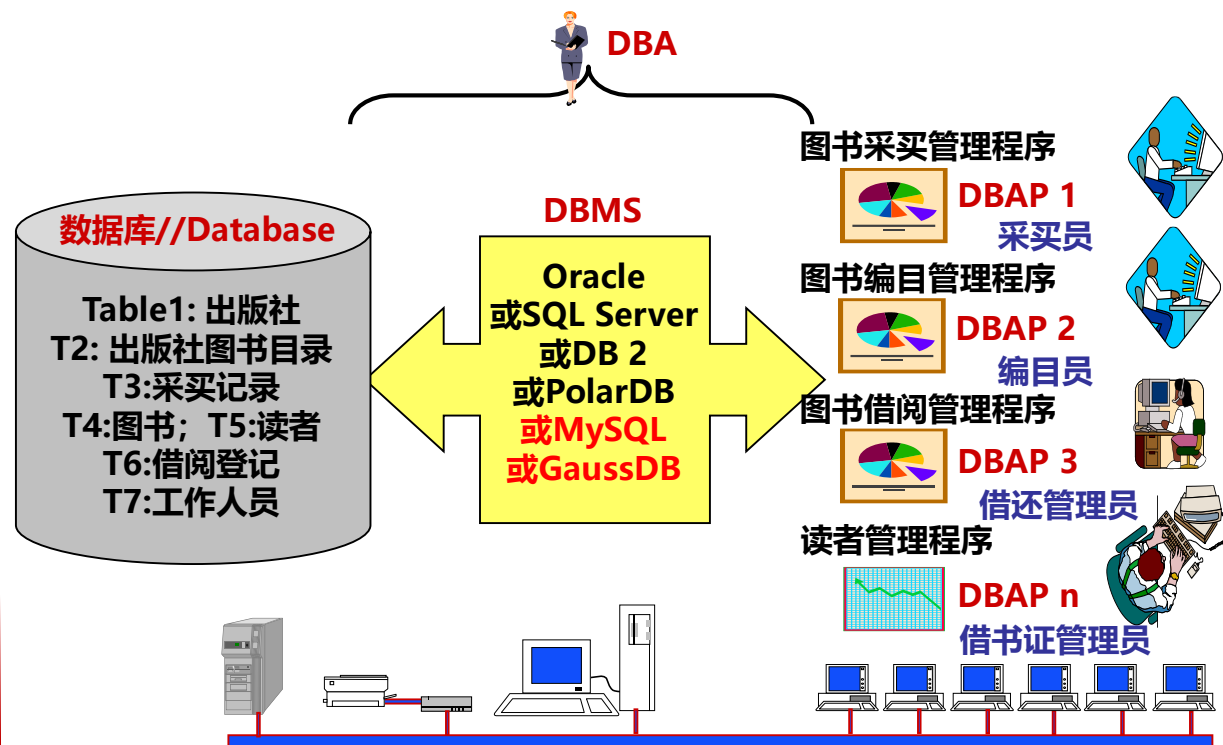 DBA
数据库//Database
Table1: 出版社
T2: 出版社图书目录
T3:采买记录
T4:图书；T5:读者
T6:借阅登记
T7:工作人员
DBMS
Oracle
或SQL Server
或DB 2
或PolarDB
或MySQL
或GaussDB
图书采买管理程序
DBAP 1
采买员
图书编目管理程序
DBAP 2
编目员
图书借阅管理程序
DBAP 3
借还管理员
读者管理程序
DBAP n
借书证管理员